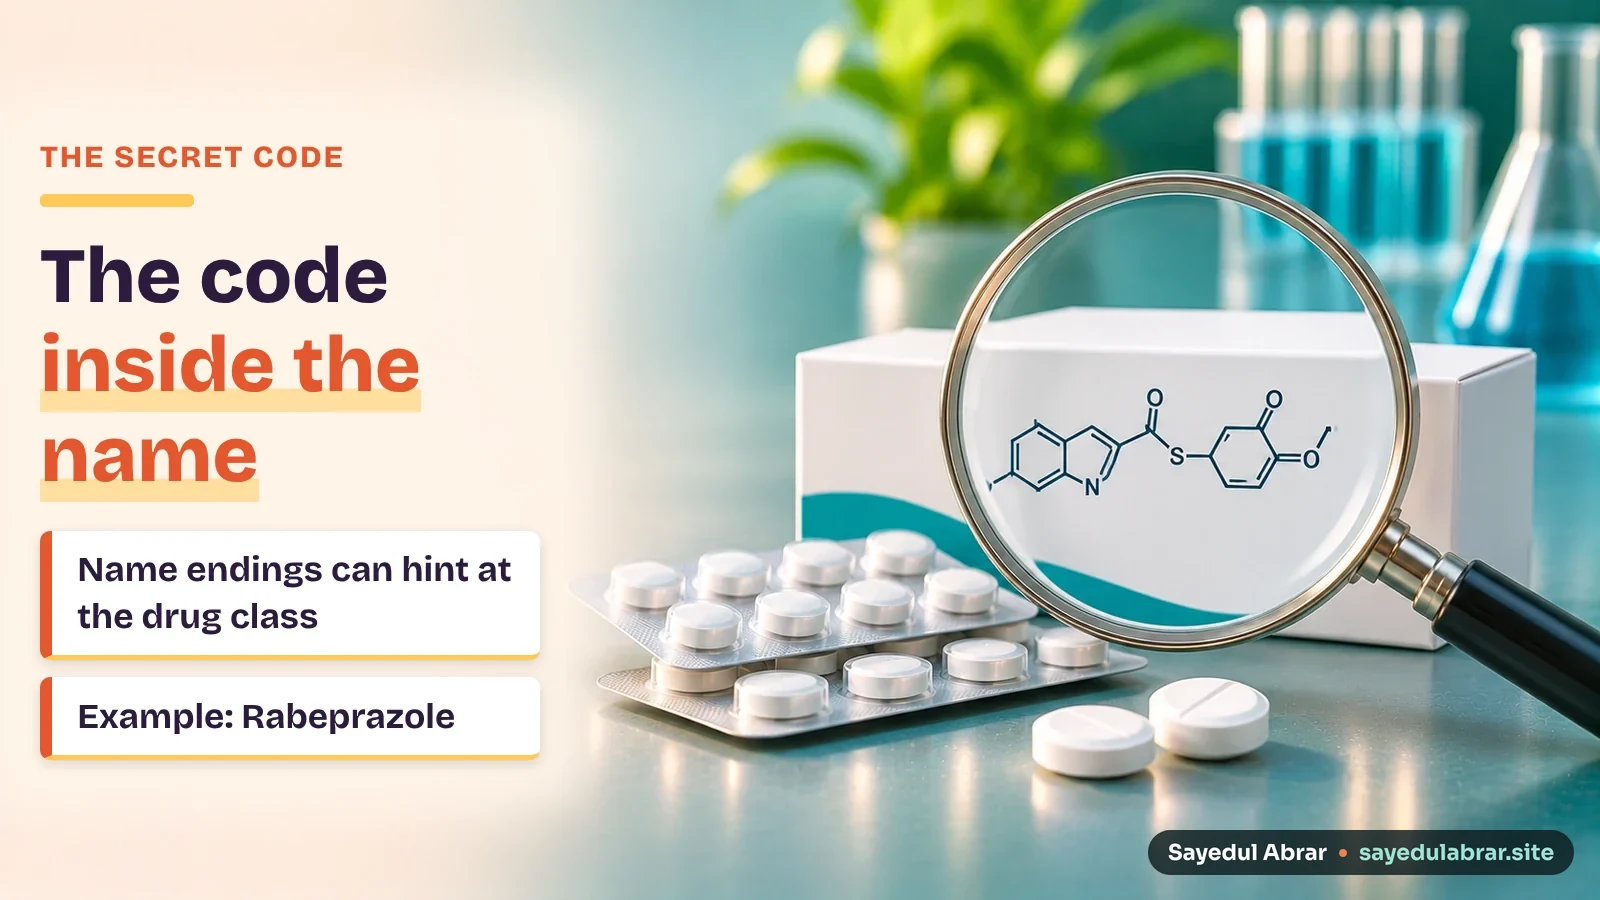 THE SECRET CODE
The code
inside the
name
Name endings can hint at
the drug class
Example: Rabeprazole
O
O
S
O
N
Sayedul Abrar • sayedulabrar.site